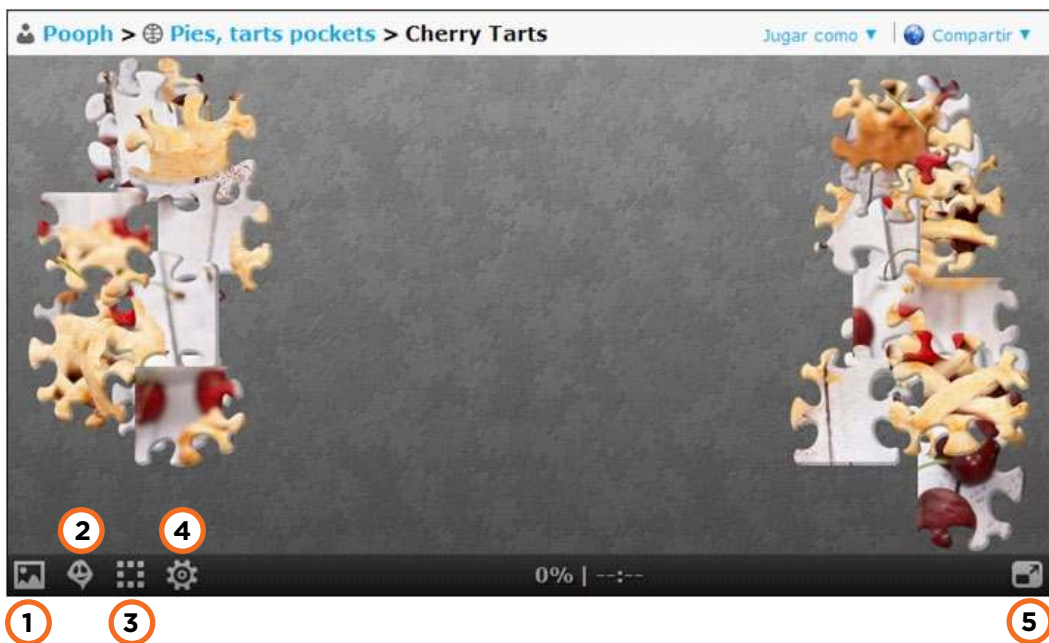 Pooph > Pies, tarts pockets > Cherry Tarts
Jugar como ▼ | Compartir ▼
2
4
0% | --:--
1
3
5